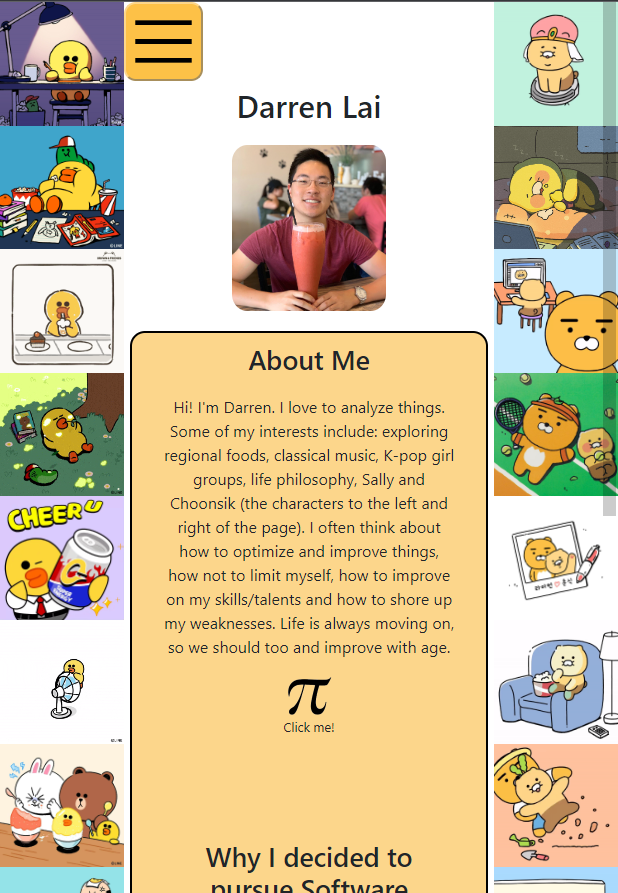 Darren Lai
About Me
Hi! I'm Darren. I love to analyze things.
Some of my interests include: exploring
regional foods, classical music, K-pop girl
groups, life philosophy, Sally and
Choonsik (the characters to the left and
right of the page). I often think about
how to optimize and improve things,
how not to limit myself, how to improve
on my skills/talents and how to shore up
my weaknesses. Life is always moving on,
so we should too and improve with age.
π
Click me!
Why I decided to
pursue Software
CHEER U